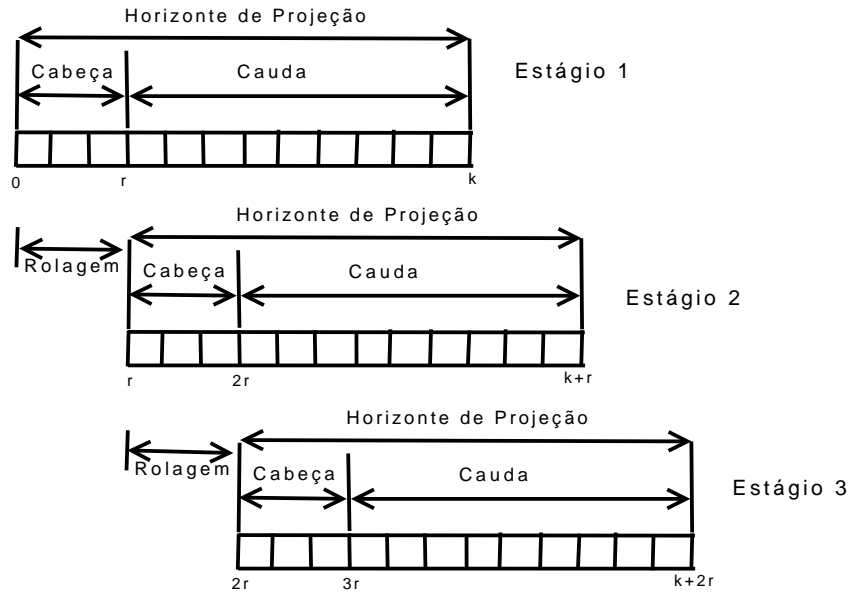 Horizonte de Projeção
Cabeça Cauda Estágio 1
0 r k
Horizonte de Projeção
Rolagem Cabeça Cauda Estágio 2
r 2r k+r
Horizonte de Projeção
Rolagem Cabeça Cauda Estágio 3
2r 3r k+2r